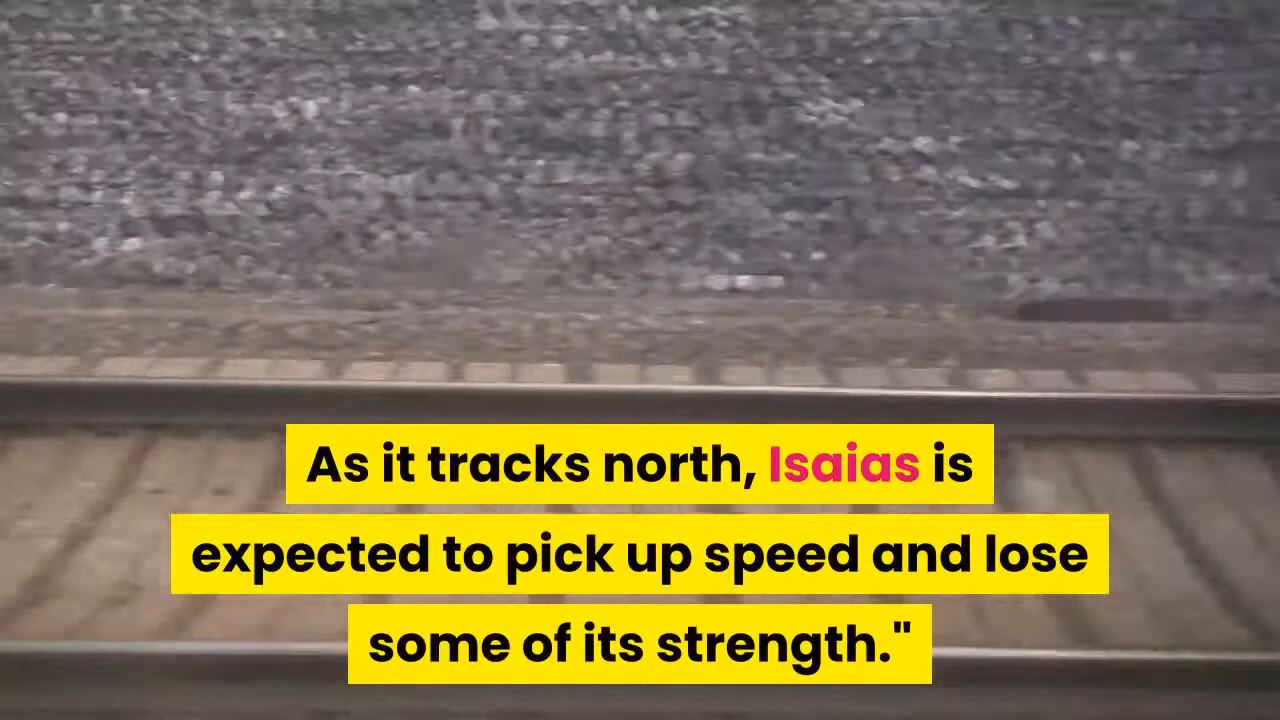 As it tracks north, Isaias is
expected to pick up speed and lose
some of its strength."